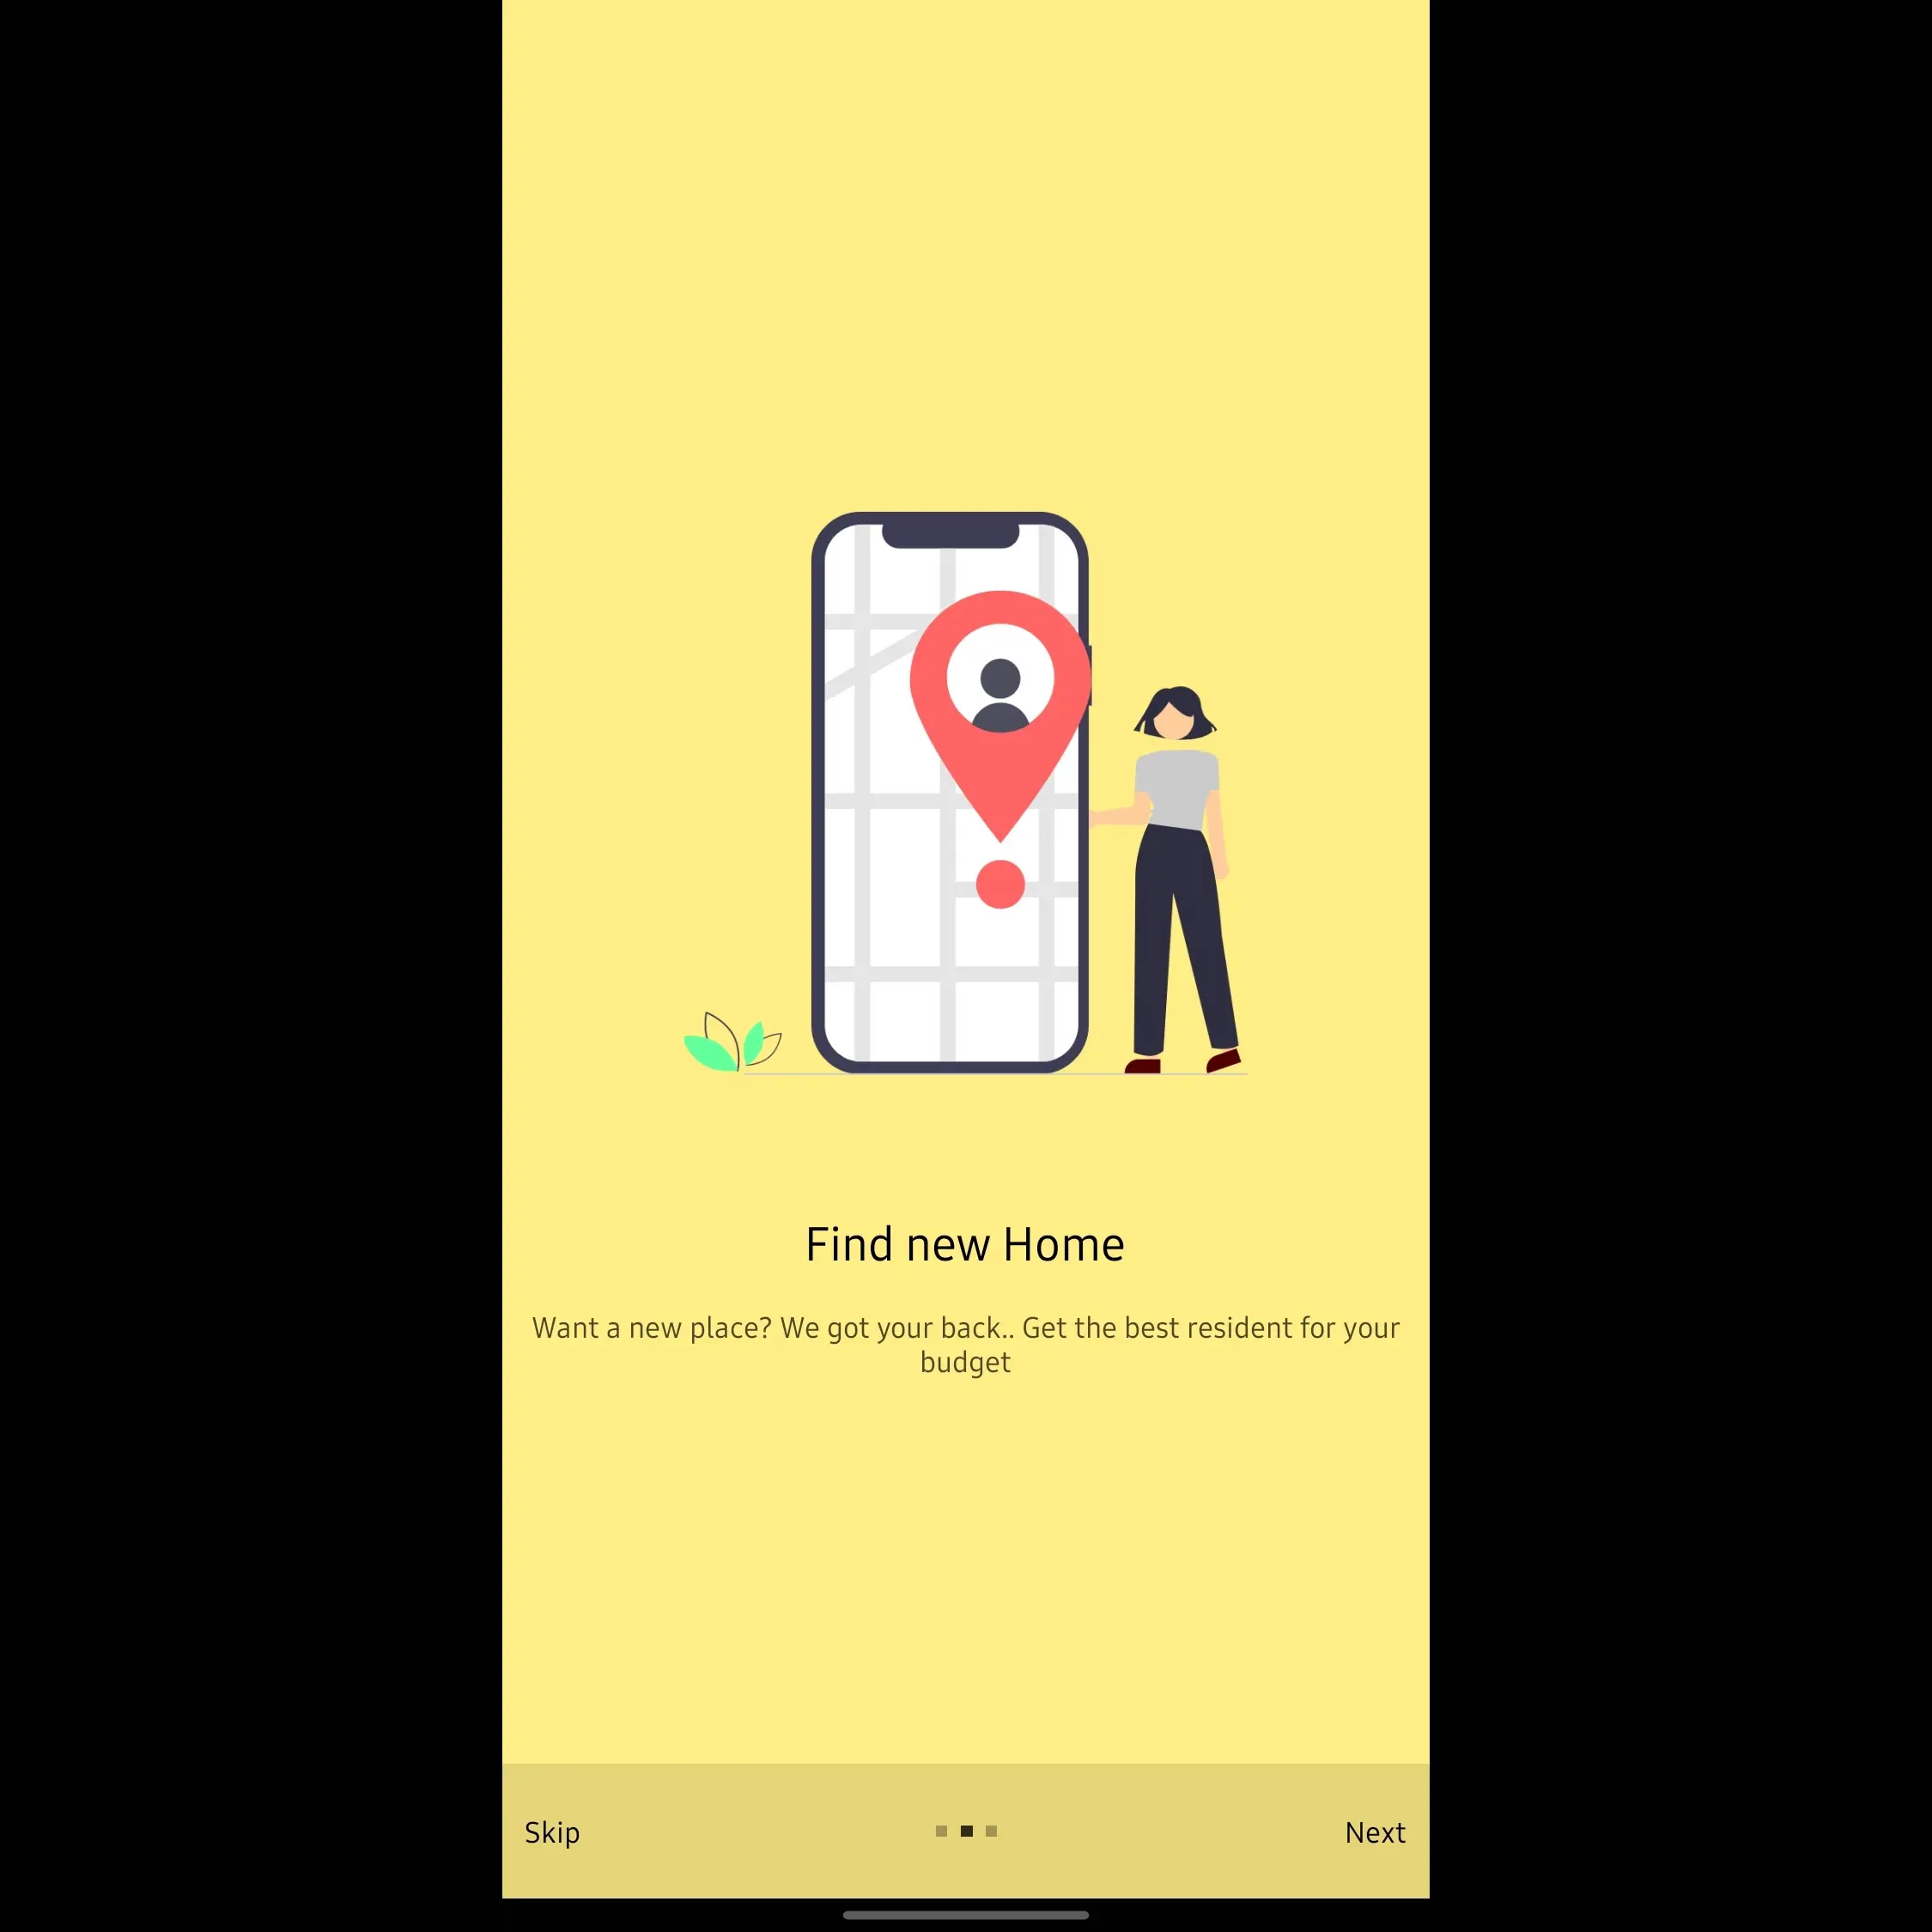 Find new Home
Want a new place? We got your back.. Get the best resident for your
budget
Skip
Next